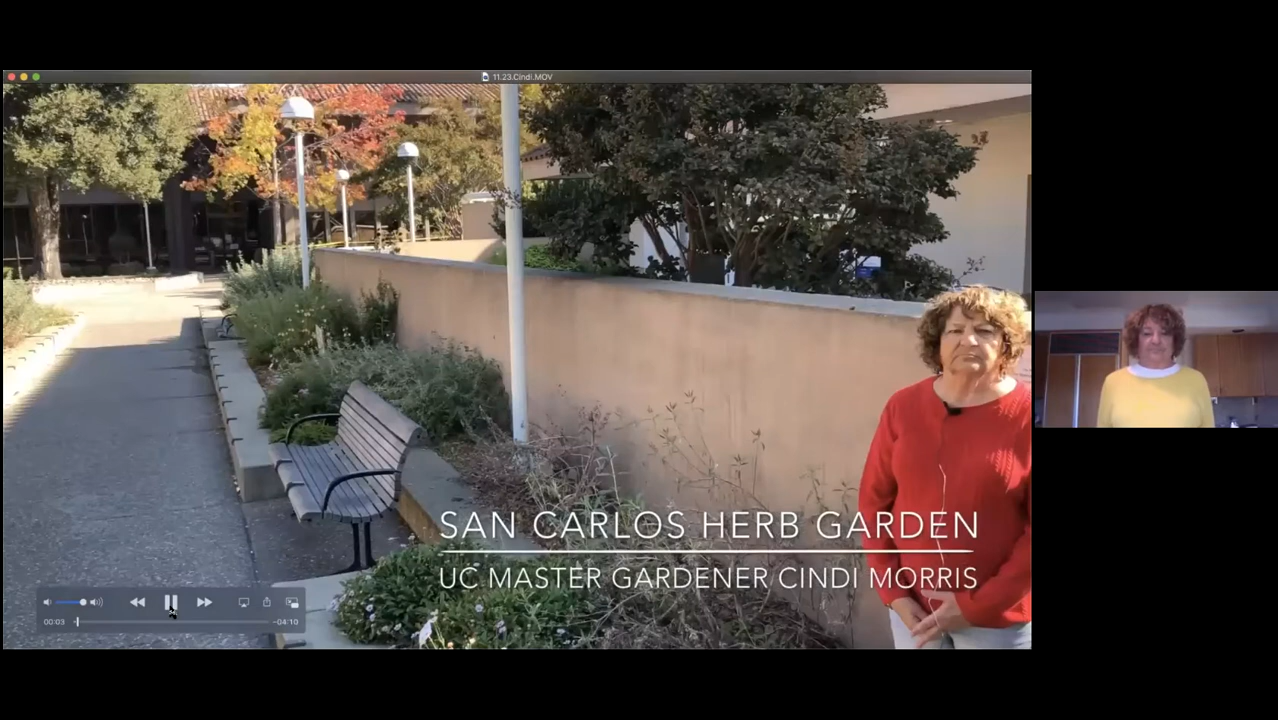 11.23.Cindi.MOV
SAN CARLOS HERB GARDEN
UC MASTER GARDENER CINDI MORRIS
00:03
-04:10